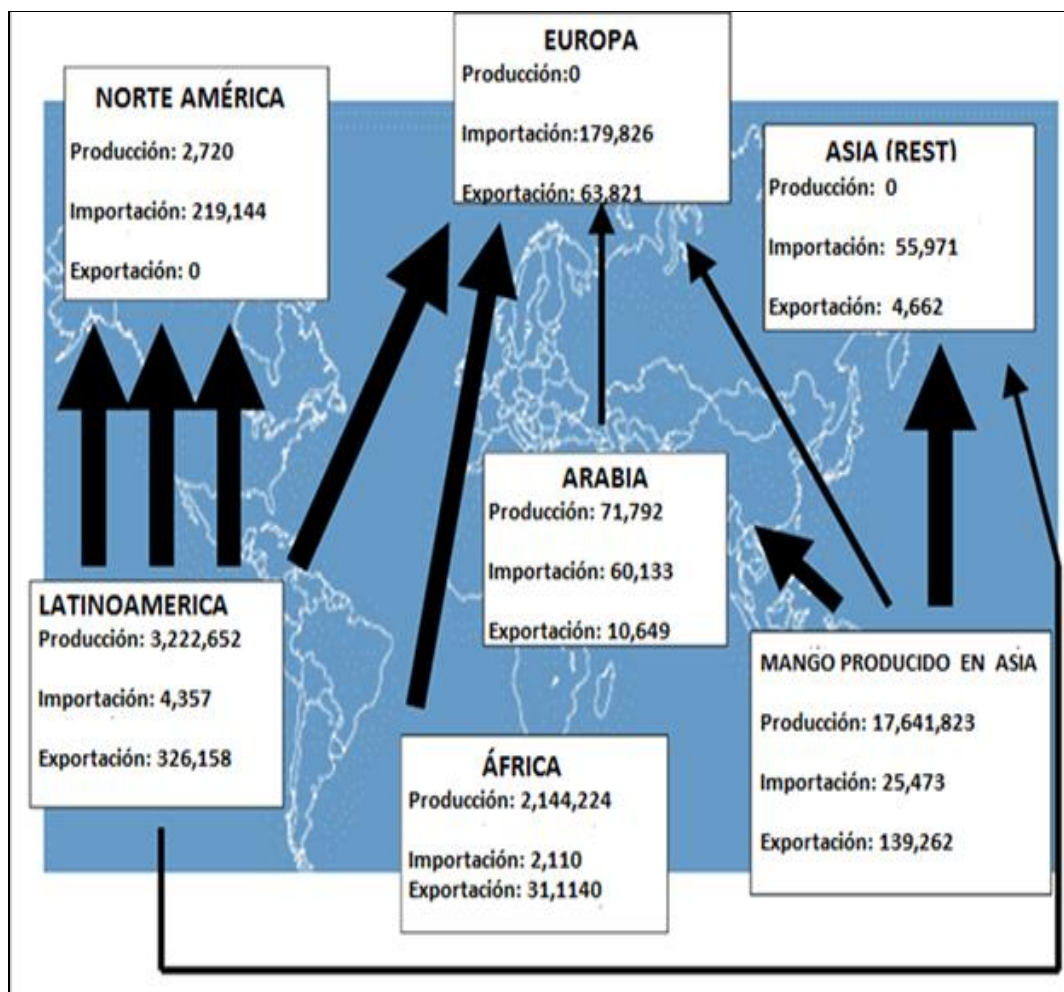 NORTE AMÉRICA
Producción: 2,720
Importación: 219,144
Exportación: 0
EUROPA
Producción:0
Importación:179,826
Exportación: 63,821
ASIA (REST)
Producción: 0
Importación: 55,971
Exportación: 4,662
ARABIA
Producción: 71,792
Importación: 60,133
Exportación: 10,649
LATINOAMERICA
Producción: 3,222,652
Importación: 4,357
Exportación: 326,158
ÁFRICA
Producción: 2,144,224
Importación: 2,110
Exportación: 31,1140
MANGO PRODUCIDO EN ASIA
Producción: 17,641,823
Importación: 25,473
Exportación: 139,262